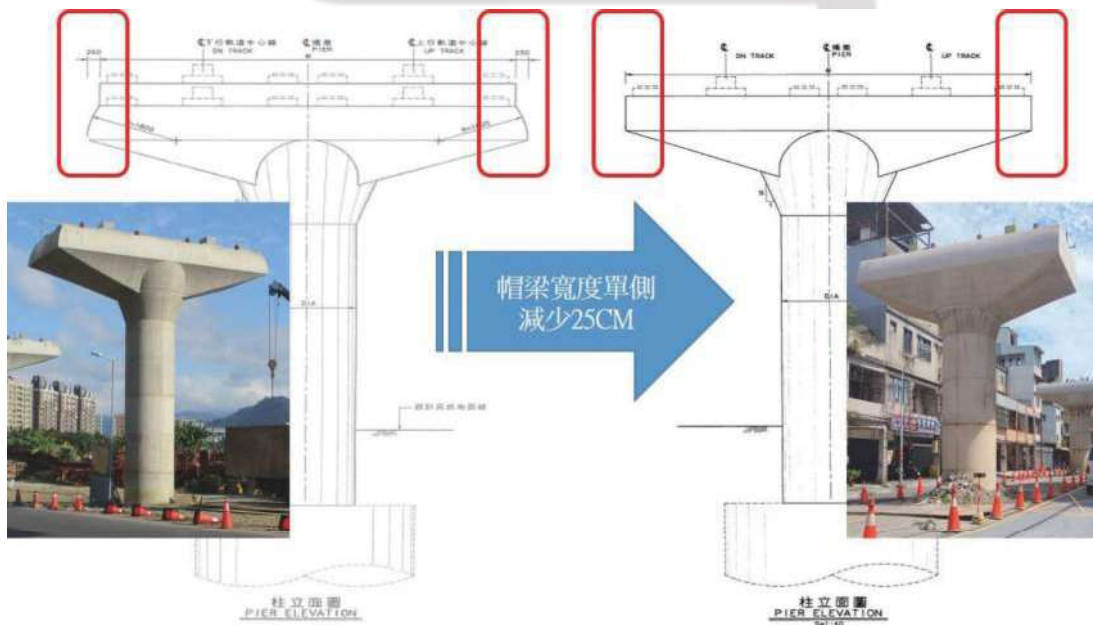 250
℄下行軌道中心線
DN TRACK
℄橋墩
PIER
℄上行軌道中心線
UP TRACK
250
DIA
柱立面圖
PIER ELEVATION
帽梁寬度單側
減少25CM
℄
DN TRACK
℄橋墩
PIER
℄
UP TRACK
DIA
柱立面圖
PIER ELEVATION